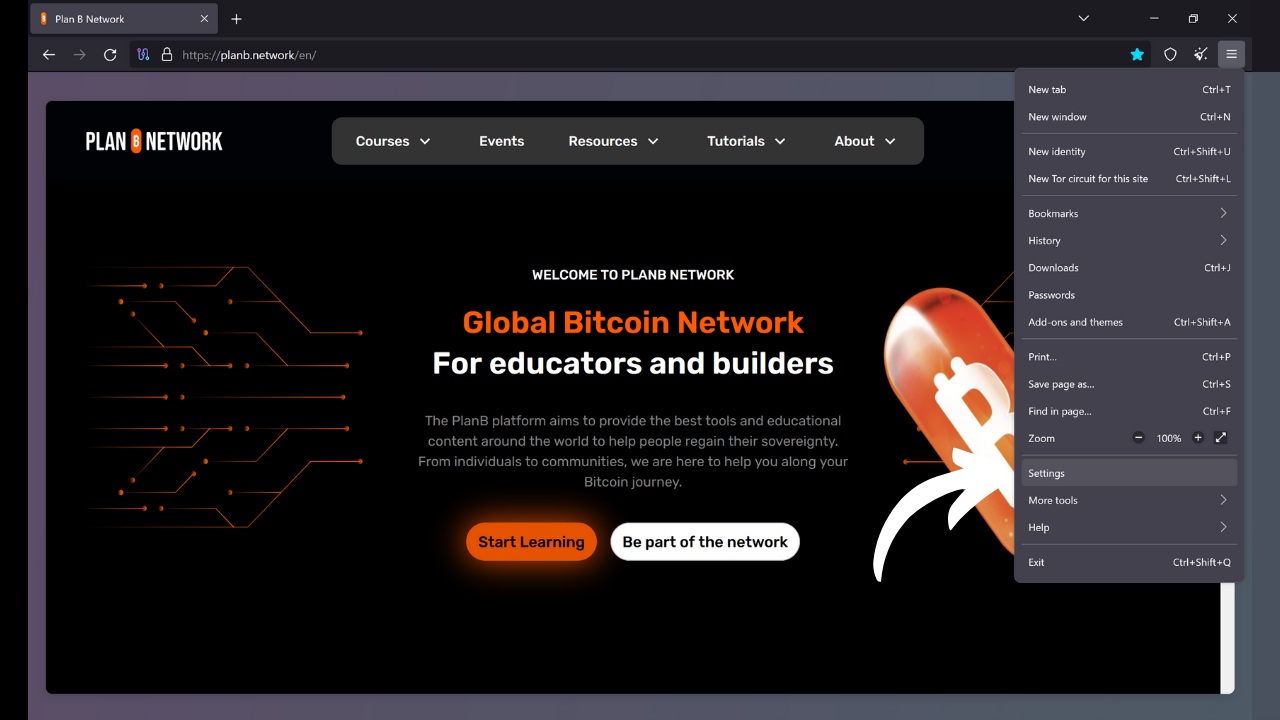 Plan B Network
https://planb.network/en/
PLAN B NETWORK
Courses
Events
Resources
Tutorials
About
WELCOME TO PLANB NETWORK
Global Bitcoin Network
For educators and builders
The PlanB platform aims to provide the best tools and educational
content around the world to help people regain their sovereignty.
From individuals to communities, we are here to help you along your
Bitcoin journey.
Start Learning
Be part of the network
New tab Ctrl+T
New window Ctrl+N
New identity Ctrl+Shift+U
New Tor circuit for this site Ctrl+Shift+L
Bookmarks
History
Downloads Ctrl+J
Passwords
Add-ons and themes Ctrl+Shift+A
Print... Ctrl+P
Save page as... Ctrl+S
Find in page... Ctrl+F
Zoom 100%
Settings
More tools
Help
Exit Ctrl+Shift+Q